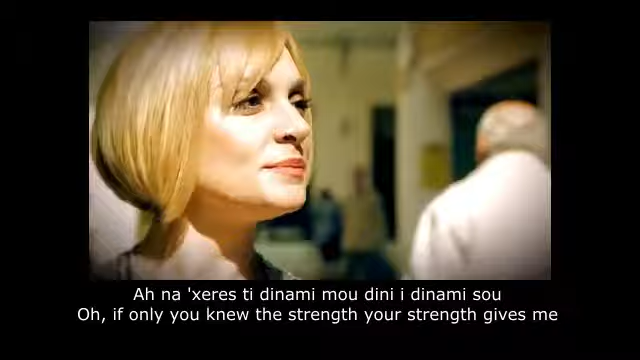 Ah na 'xeres ti dinami mou dini i dinami sou
Oh, if only you knew the strength your strength gives me